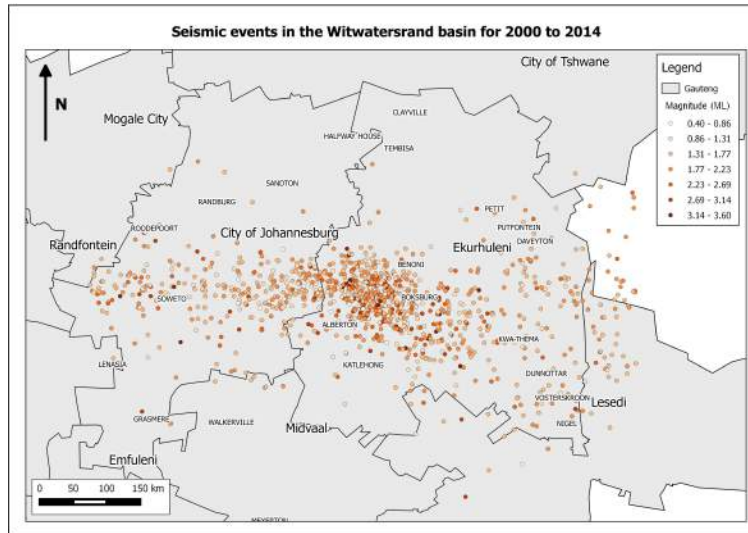 Seismic events in the Witwatersrand basin for 2000 to 2014
City of Tshwane
Legend
Gauteng
Magnitude (ML)
0.40 - 0.86
0.86 - 1.31
1.31 - 1.77
1.77 - 2.23
2.23 - 2.69
2.69 - 3.14
3.14 - 3.60
N
Mogale City
CLAYVILLE
HALFWAY HOUSE
TEMBISA
SANDTON
RANDBURG
PETIT
ROODEPOORT
PUTFONTEIN
City of Johannesburg
DAVEYTON
Randfontein
Ekurhuleni
BENONI
SOWETO
BOKSBURG
ALBERTON
KWA-THEMA
LENASIA
KATLEHONG
DUNNOTTAR
VOSTERSKROON
Lesedi
GRASMERE
WALKERVILLE
Midvaal
NIGEL
Emfuleni
0 50 100 150 km
MEYERTON